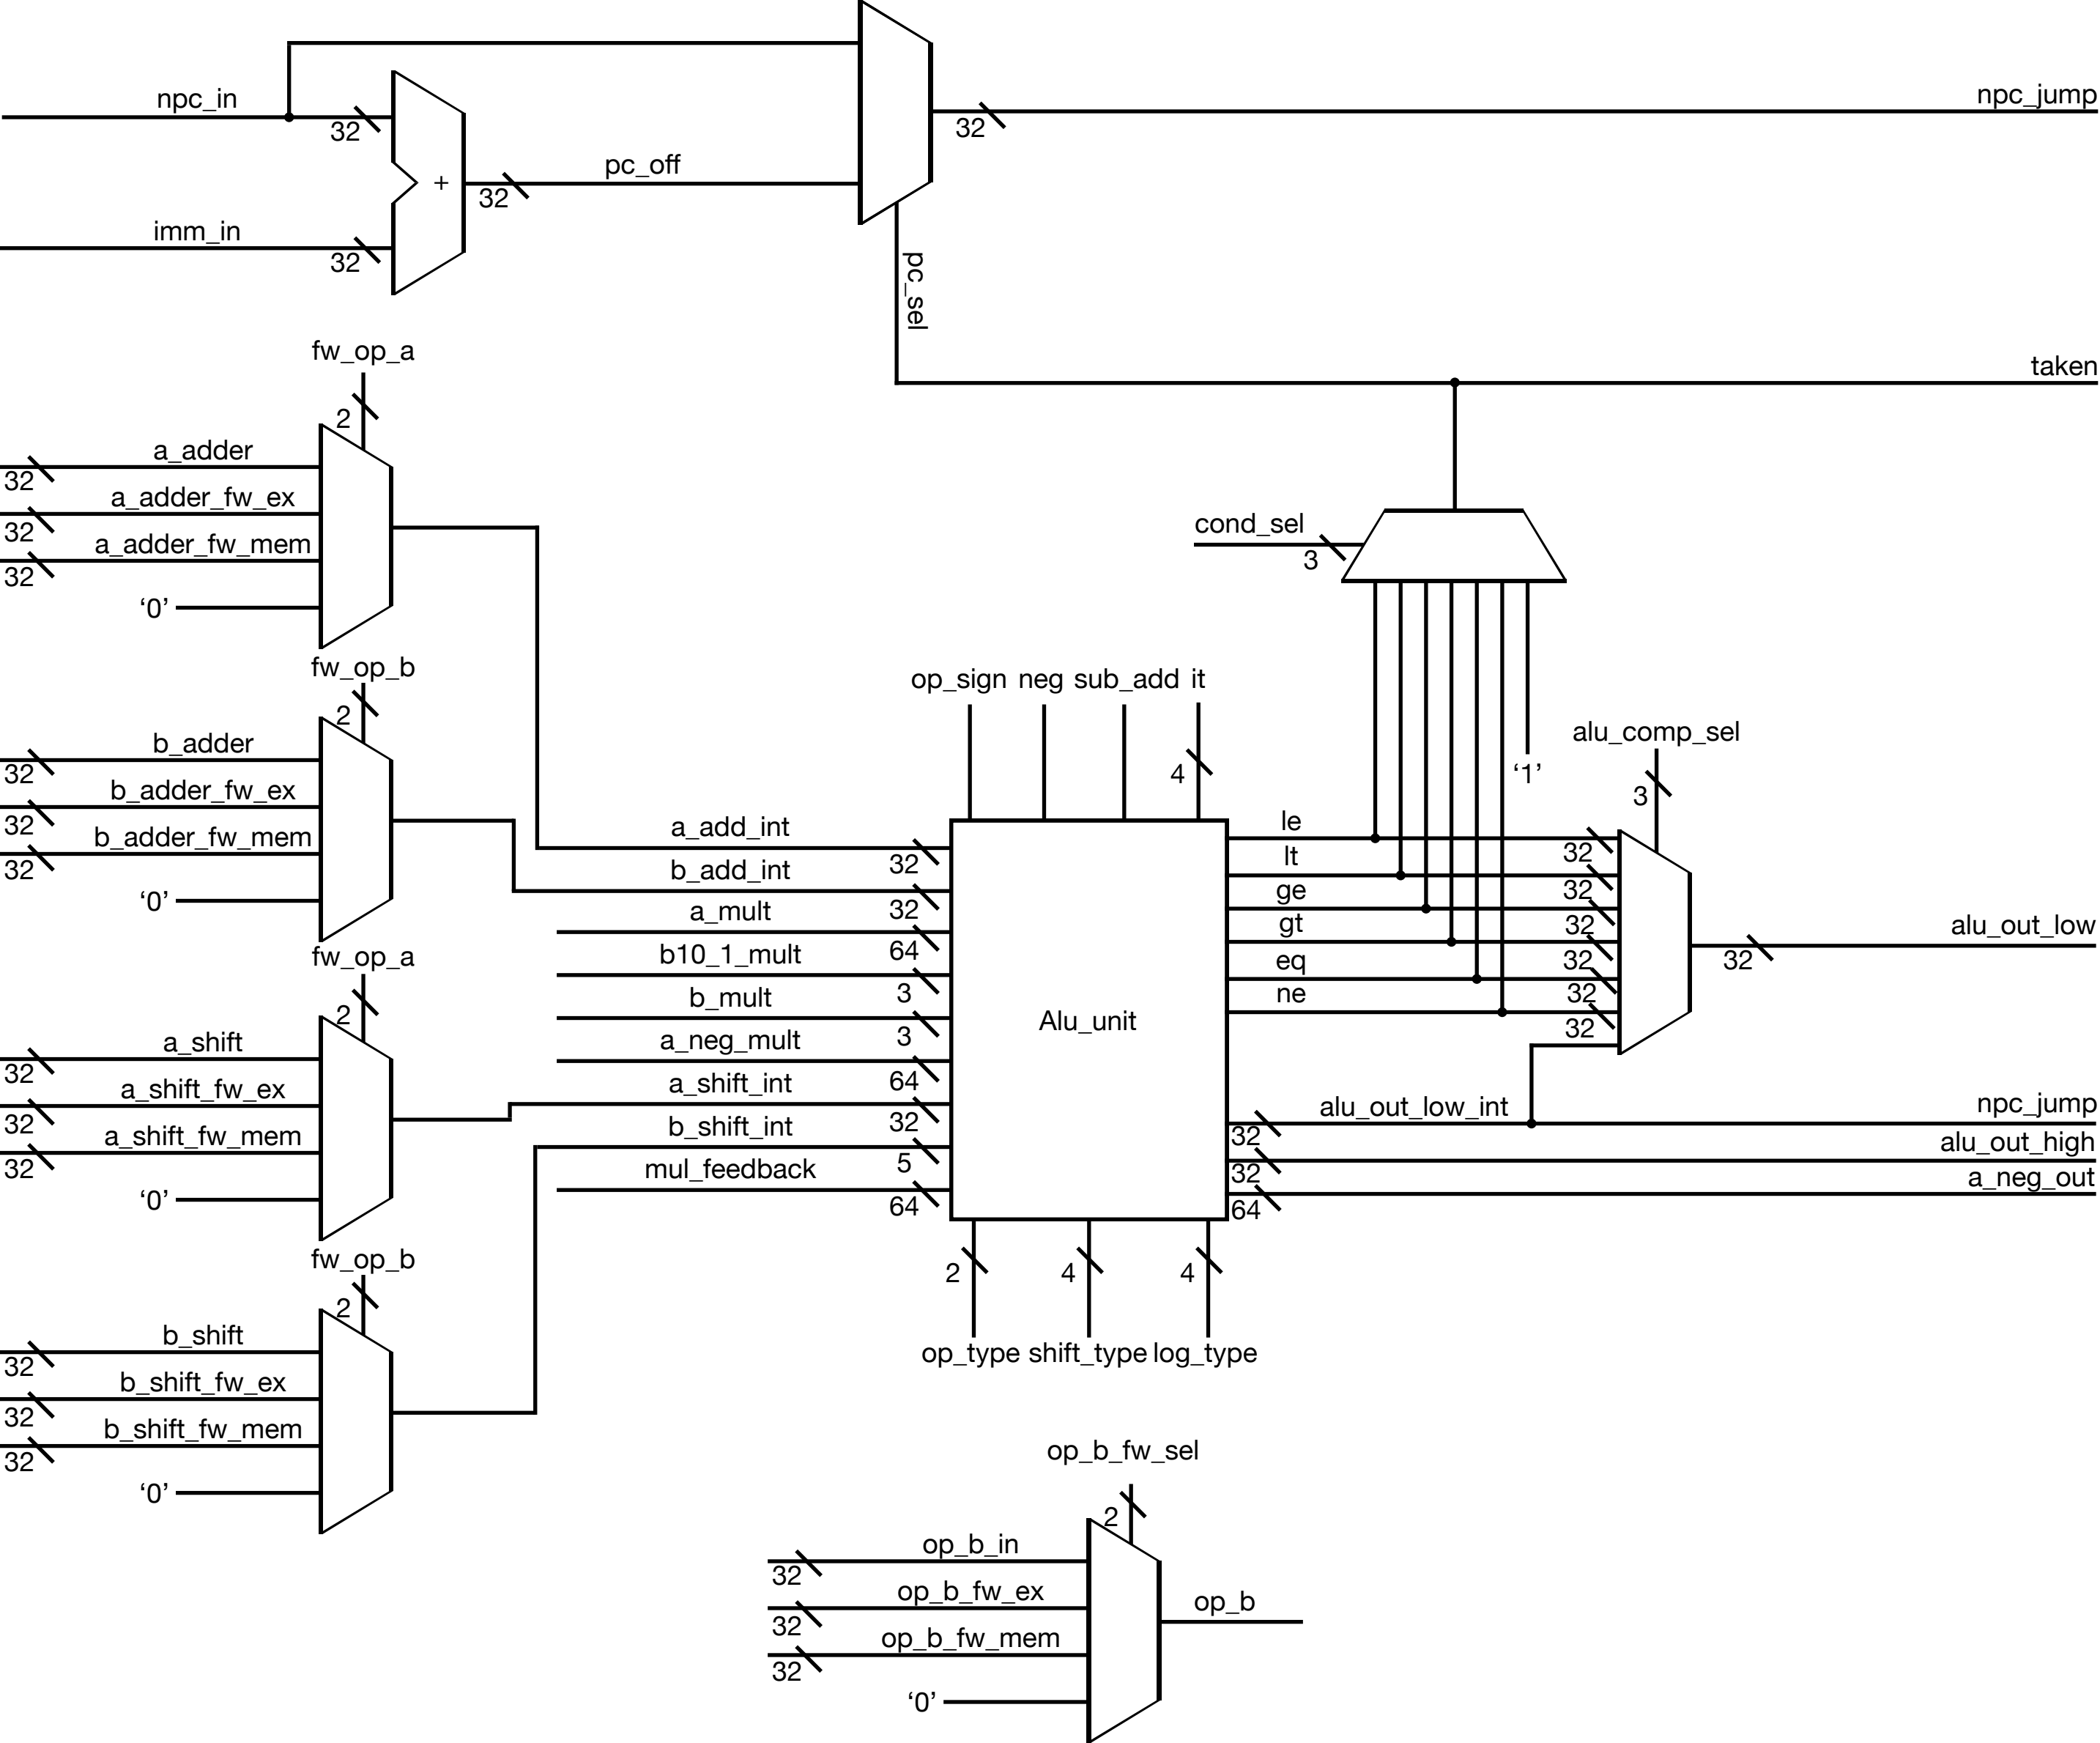 npc_in
32
npc_jump
32
+
pc_off
32
imm_in
32
pc_sel
fw_op_a
2
taken
a_adder
32
a_adder_fw_ex
32
a_adder_fw_mem
32
‘0’
cond_sel
3
fw_op_b
2
op_sign neg sub_add it
4
‘1’
alu_comp_sel
3
b_adder
32
b_adder_fw_ex
32
b_adder_fw_mem
32
‘0’
a_add_int
32
b_add_int
32
a_mult
64
b10_1_mult
3
b_mult
3
a_neg_mult
64
a_shift_int
32
b_shift_int
5
mul_feedback
64
Alu_unit
le
32
lt
32
ge
32
gt
32
eq
32
ne
32
alu_out_low
32
alu_out_low_int
32
npc_jump
alu_out_high
32
a_neg_out
64
fw_op_a
2
a_shift
32
a_shift_fw_ex
32
a_shift_fw_mem
32
‘0’
fw_op_b
2
2
4
4
op_type shift_type log_type
b_shift
32
b_shift_fw_ex
32
b_shift_fw_mem
32
‘0’
op_b_fw_sel
2
op_b_in
32
op_b_fw_ex
32
op_b_fw_mem
32
‘0’
op_b